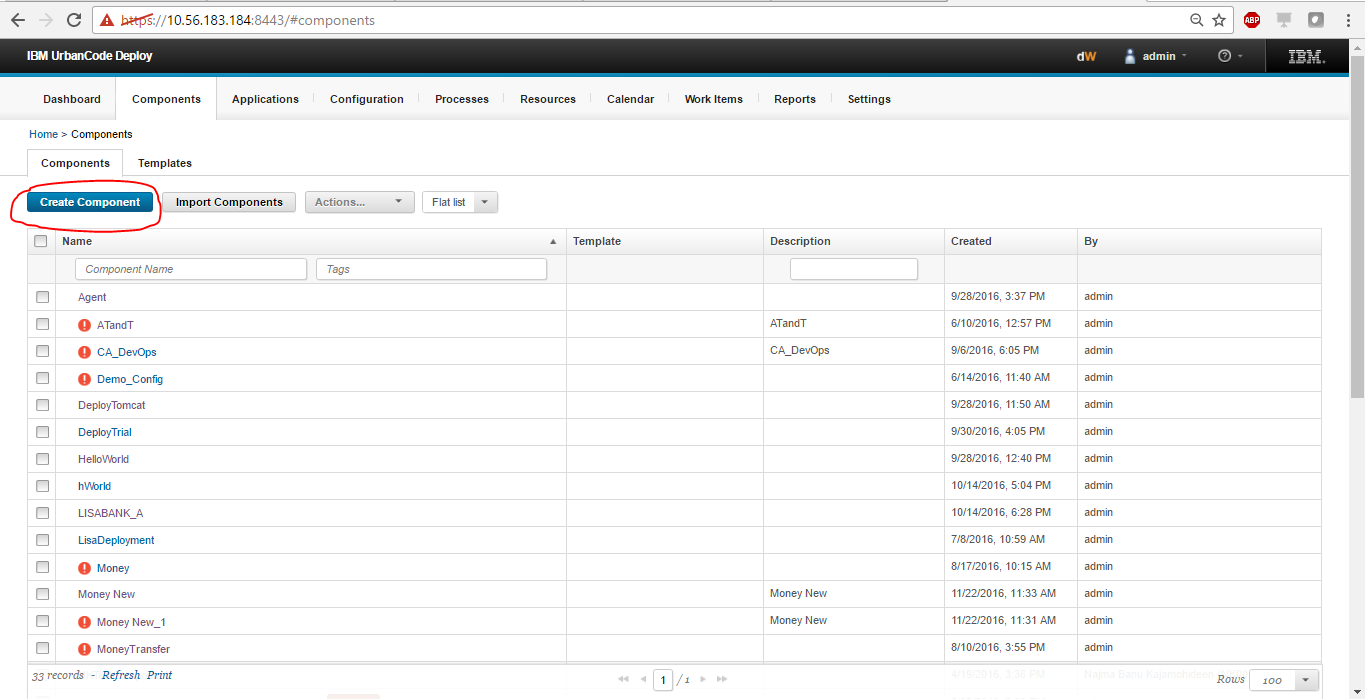 https://10.56.183.184:8443/#components
ABP
IBM UrbanCode Deploy
dW admin ? IBM.
Dashboard Components Applications Configuration Processes Resources Calendar Work Items Reports Settings
Home > Components
Components Templates
Create Component Import Components Actions... Flat list
Name Template Description Created By
Component Name Tags
Agent 9/28/2016, 3:37 PM admin
! ATandT ATandT 6/10/2016, 12:57 PM admin
! CA_DevOps CA_DevOps 9/6/2016, 6:05 PM admin
! Demo_Config 6/14/2016, 11:40 AM admin
DeployTomcat 9/28/2016, 11:50 AM admin
DeployTrial 9/30/2016, 4:05 PM admin
HelloWorld 9/28/2016, 12:40 PM admin
hWorld 10/14/2016, 5:04 PM admin
LISABANK_A 10/14/2016, 6:28 PM admin
LisaDeployment 7/8/2016, 10:59 AM admin
! Money 8/17/2016, 10:15 AM admin
Money New Money New 11/22/2016, 11:33 AM admin
! Money New_1 Money New 11/22/2016, 11:31 AM admin
! MoneyTransfer 8/10/2016, 3:55 PM admin
4/19/2016, 3:36 PM Najma Banu Kajamohideen
33 records - Refresh Print 1 / 1 Rows 100